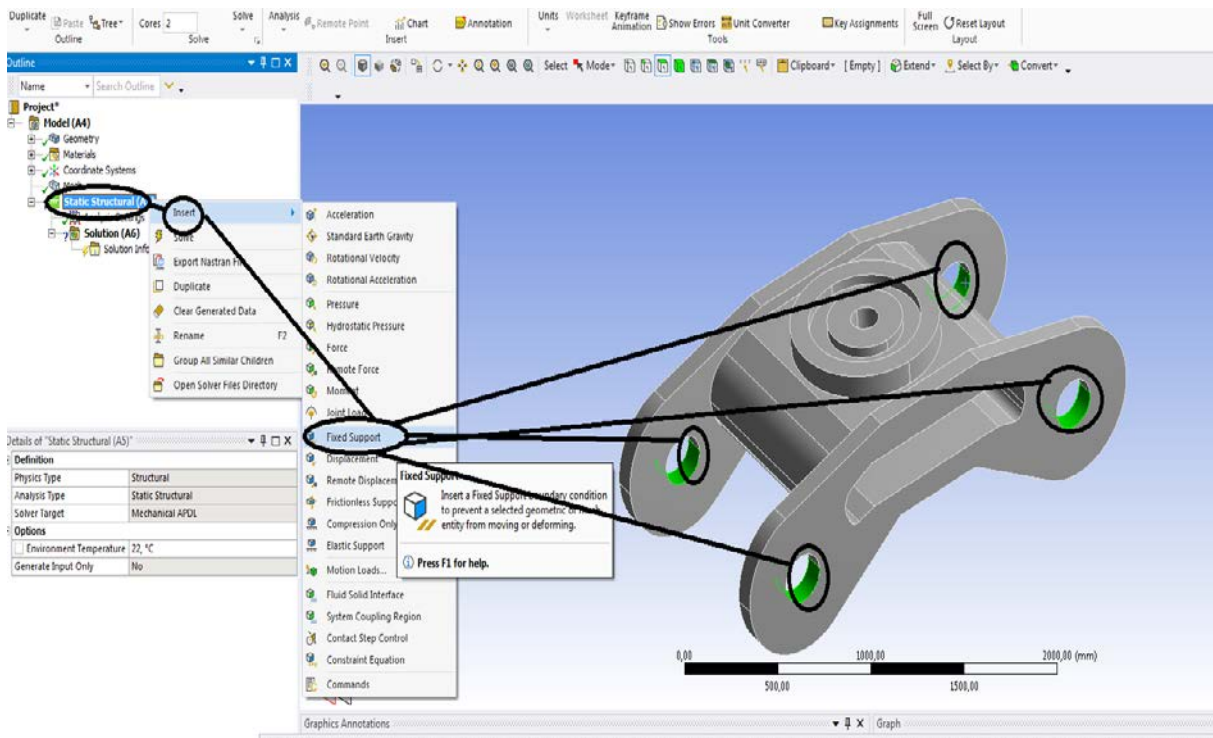 Duplicate Paste Tree Cores 2 Solve Analysis Remote Point Chart Annotation Units Worksheet Keyframe Animation Show Errors Unit Converter Key Assignments Full Screen Reset Layout
Outline Solve Insert Tools Layout
Outline
Select Mode Clipboard [Empty] Extend Select By Convert
Name Search Outline
Project*
Model (A4)
Geometry
Materials
Coordinate Systems
Mesh
Static Structural (A
Insert
Solution (A6)
Solve
Solution Info
Export Nastran Fi
Duplicate
Clear Generated Data
Rename F2
Group All Similar Children
Open Solver Files Directory
Acceleration
Standard Earth Gravity
Rotational Velocity
Rotational Acceleration
Pressure
Hydrostatic Pressure
Force
Remote Force
Moment
Joint Load
Fixed Support
Displacement
Remote Displacem
Frictionless Suppo
Compression Only
Elastic Support
Motion Loads...
Fluid Solid Interface
System Coupling Region
Contact Step Control
Constraint Equation
Commands
Fixed Support
Insert a Fixed Support boundary condition
to prevent a selected geometric or mesh
entity from moving or deforming.
Press F1 for help.
Details of "Static Structural (A5)"
Definition
Physics Type Structural
Analysis Type Static Structural
Solver Target Mechanical APDL
Options
Environment Temperature 22, °C
Generate Input Only No
0,00 1000,00 2000,00 (mm)
500,00 1500,00
Graphics Annotations Graph